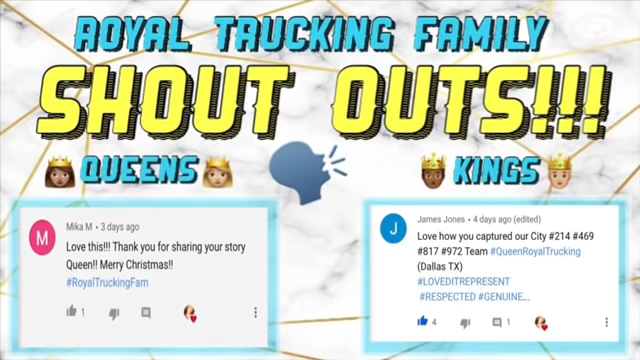 ROYAL TRUCKING FAMILY
SHOUT OUTS!!!
QUEENS
KINGS
M
Mika M • 3 days ago
Love this!!! Thank you for sharing your story
Queen!! Merry Christmas!!
#RoyalTruckingFam
1
J
James Jones • 4 days ago (edited)
Love how you captured our City #214 #469
#817 #972 Team #QueenRoyalTrucking
(Dallas TX)
#LOVEDITREPRESENT
#RESPECTED #GENUINE...
4
1